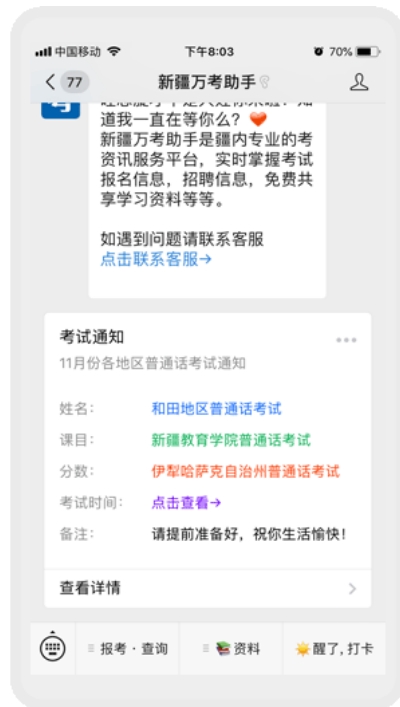 中国移动
下午8:03
70%
77
新疆万考助手
道我一直在等你么？❤️
新疆万考助手是疆内专业的考
资讯服务平台，实时掌握考试
报名信息，招聘信息，免费共
享学习资料等等。
如遇到问题请联系客服
点击联系客服→
考试通知
11月份各地区普通话考试通知
姓名： 和田地区普通话考试
课目： 新疆教育学院普通话考试
分数： 伊犁哈萨克自治州普通话考试
考试时间： 点击查看→
备注： 请提前准备好，祝你生活愉快！
查看详情
报考·查询
📚资料
☀️醒了,打卡